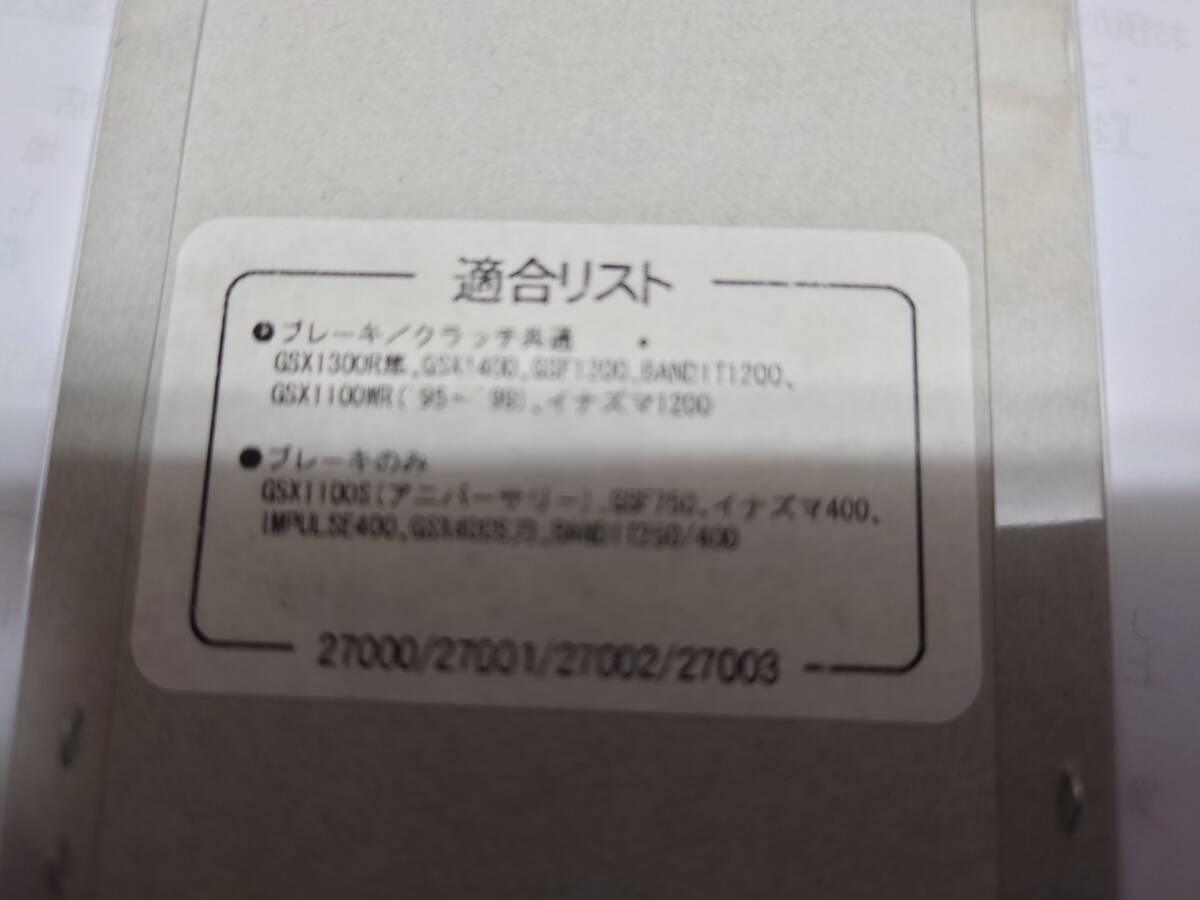 適合リスト
●ブレーキ/クラッチ共通
GSX1300R隼、GSX1400、GSF1200、BANDIT1200、
GSX1100WR('95~'98)、イナズマ1200
●ブレーキのみ
GSX1100S(アニバーサリー)、GSF750、イナズマ400、
IMPULSE400、BANDIT250/400
27000/27001/27002/27003